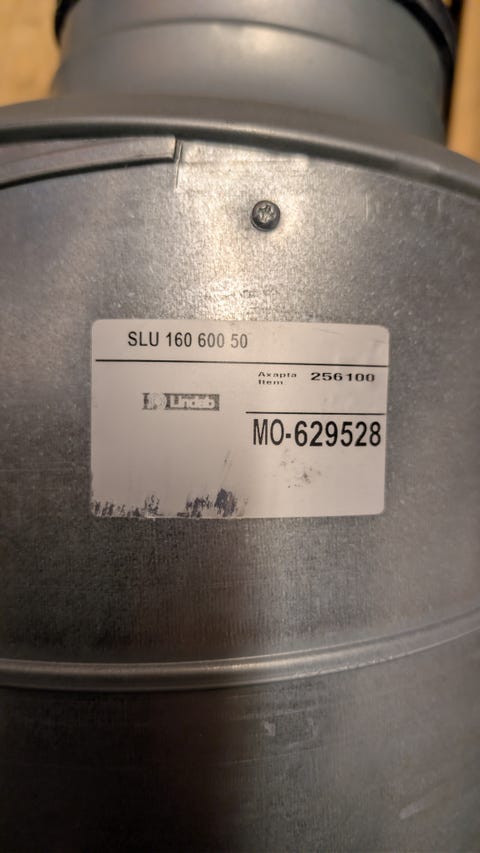 SLU 160 600 50
Axapta
Item 256100
Lindab
MO-629528